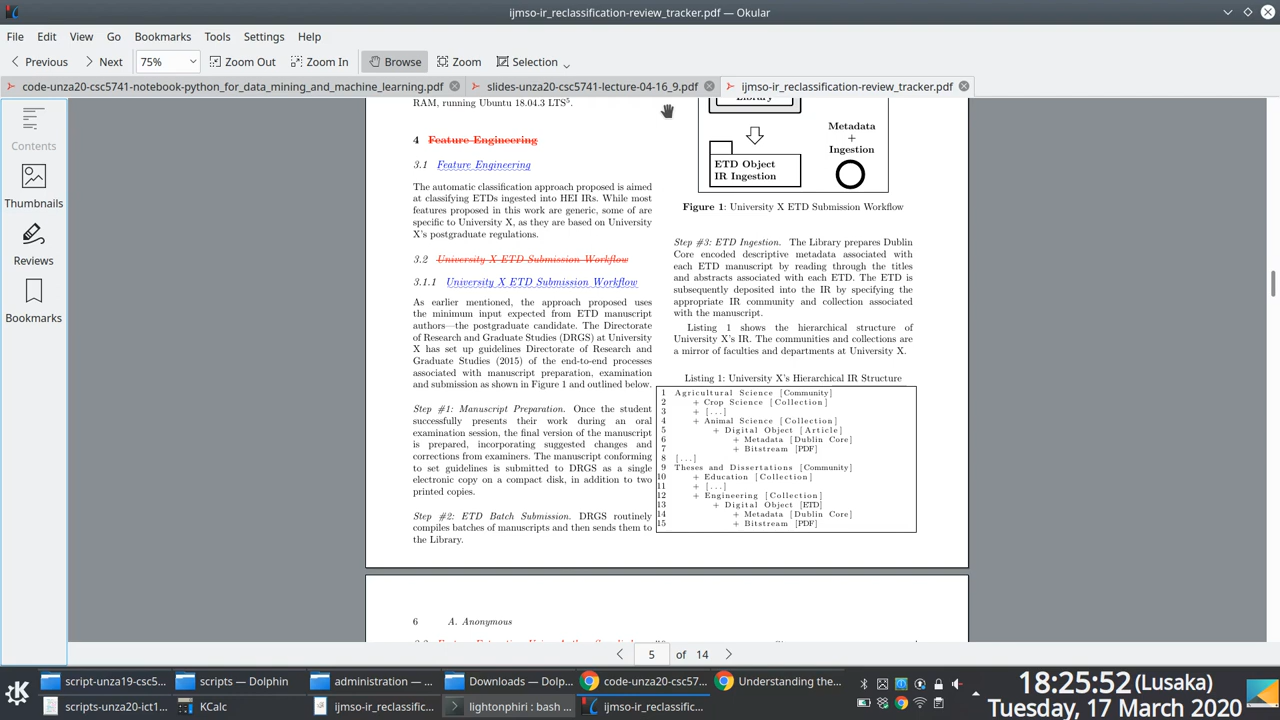 ijmso-ir_reclassification-review_tracker.pdf — Okular
File Edit View Go Bookmarks Tools Settings Help
Previous Next 75% Zoom Out Zoom In Browse Zoom Selection
code-unza20-csc5741-notebook-python_for_data_mining_and_machine_learning.pdf slides-unza20-csc5741-lecture-04-16_9.pdf ijmso-ir_reclassification-review_tracker.pdf
Contents
Thumbnails
Reviews
Bookmarks
RAM, running Ubuntu 18.04.3 LTS5.
4 Feature Engineering
3.1 Feature Engineering
The automatic classification approach proposed is aimed
at classifying ETDs ingested into HEI IRs. While most
features proposed in this work are generic, some of are
specific to University X, as they are based on University
X's postgraduate regulations.
3.2 University X ETD Submission Workflow
3.1.1 University X ETD Submission Workflow
As earlier mentioned, the approach proposed uses
the minimum input expected from ETD manuscript
authors—the postgraduate candidate. The Directorate
of Research and Graduate Studies (DRGS) at University
X has set up guidelines Directorate of Research and
Graduate Studies (2015) of the end-to-end processes
associated with manuscript preparation, examination
and submission as shown in Figure 1 and outlined below.
Step #1: Manuscript Preparation. Once the student
successfully presents their work during an oral
examination session, the final version of the manuscript
is prepared, incorporating suggested changes and
corrections from examiners. The manuscript conforming
to set guidelines is submitted to DRGS as a single
electronic copy on a compact disk, in addition to two
printed copies.
Step #2: ETD Batch Submission. DRGS routinely
compiles batches of manuscripts and then sends them to
the Library.
Library
Metadata
+
Ingestion
ETD Object
IR Ingestion
Figure 1: University X ETD Submission Workflow
Step #3: ETD Ingestion. The Library prepares Dublin
Core encoded descriptive metadata associated with
each ETD manuscript by reading through the titles
and abstracts associated with each ETD. The ETD is
subsequently deposited into the IR by specifying the
appropriate IR community and collection associated
with the manuscript.
Listing 1 shows the hierarchical structure of
University X's IR. The communities and collections are
a mirror of faculties and departments at University X.
Listing 1: University X's Hierarchical IR Structure
1 Agricultural Science [Community]
2 + Crop Science [Collection]
3 + [...]
4 + Animal Science [Collection]
5 + Digital Object [Article]
6 + Metadata [Dublin Core]
7 + Bitstream [PDF]
8 [...]
9 Theses and Dissertations [Community]
10 + Education [Collection]
11 + [...]
12 + Engineering [Collection]
13 + Digital Object [ETD]
14 + Metadata [Dublin Core]
15 + Bitstream [PDF]
6 A. Anonymous
5 of 14
script-unza19-csc5... scripts — Dolphin administration — ... Downloads — Dolp... code-unza20-csc57... Understanding the...
scripts-unza20-ict1... KCalc ijmso-ir_reclassific... lightonphiri : bash ... ijmso-ir_reclassific...
18:25:52 (Lusaka)
Tuesday, 17 March 2020